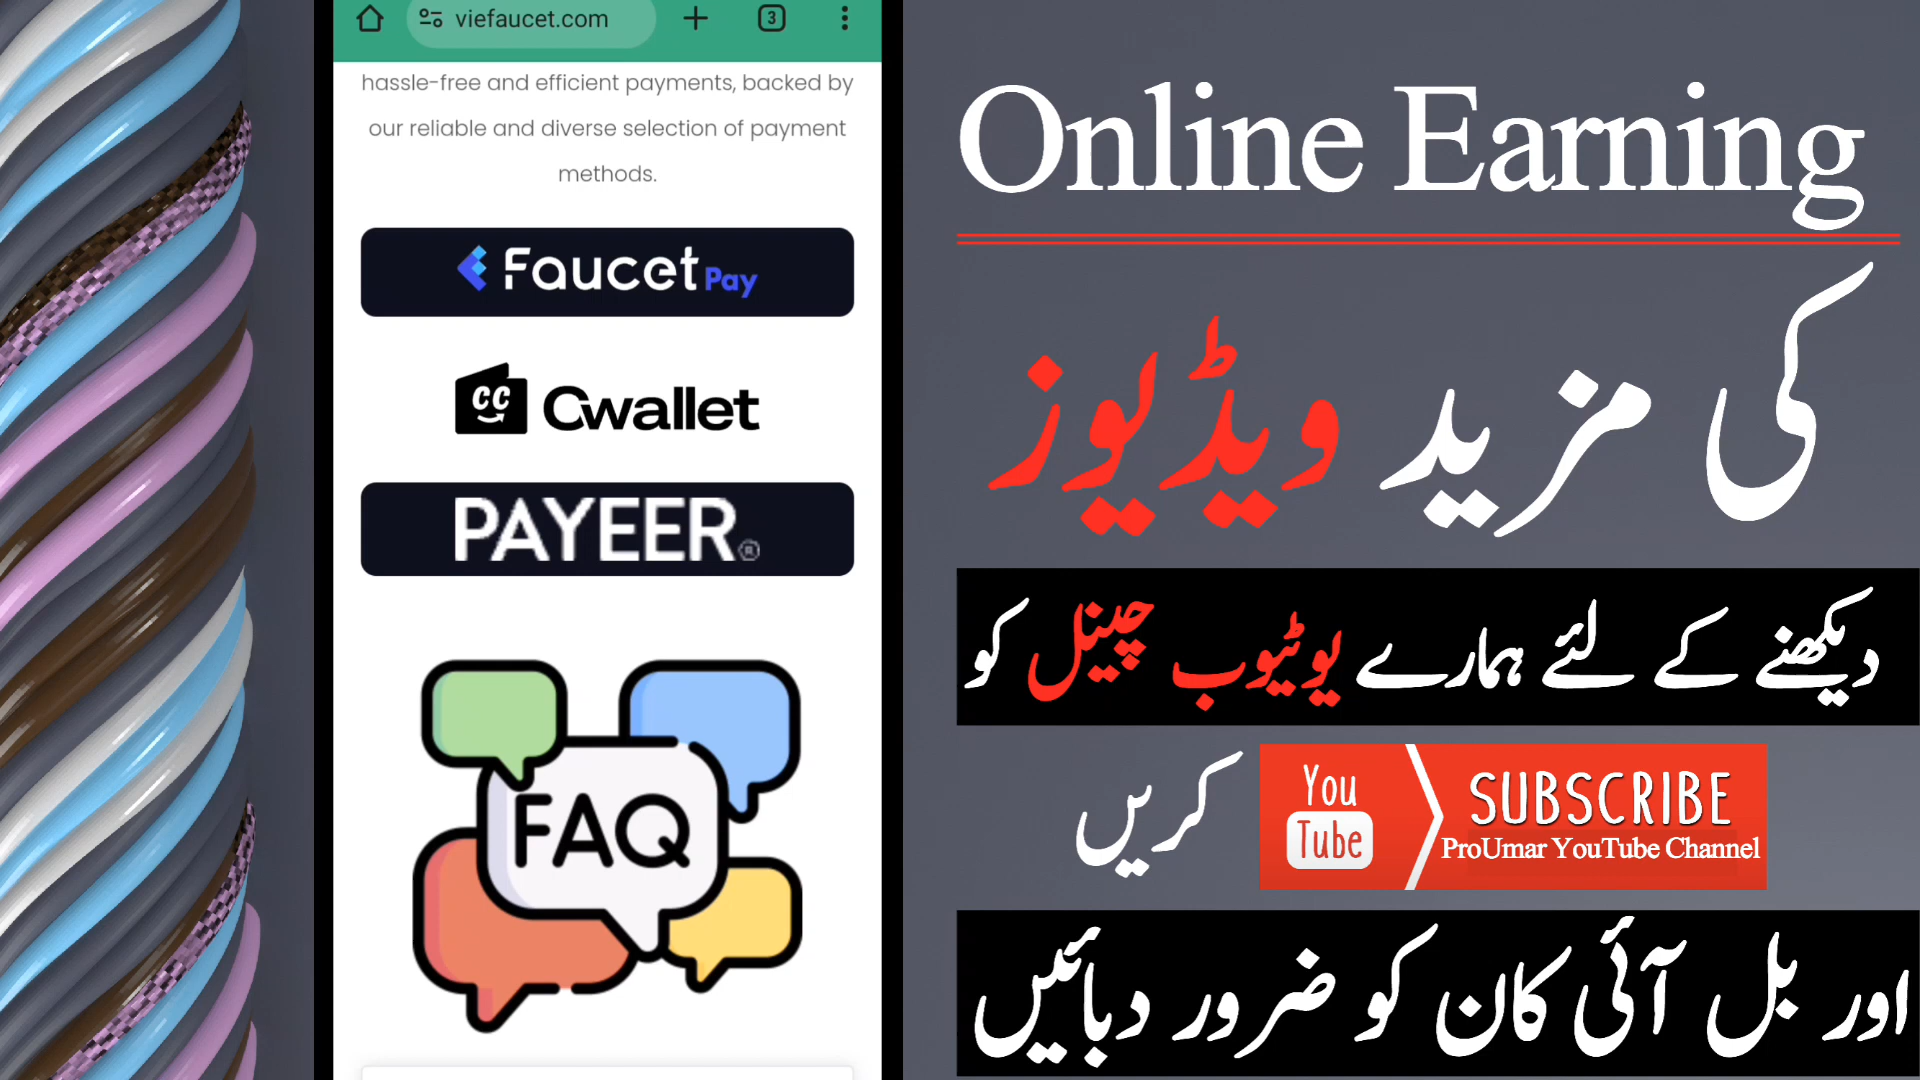 viefaucet.com
3
hassle-free and efficient payments, backed by
our reliable and diverse selection of payment
methods.
FaucetPay
CC Cwallet
PAYEER®
FAQ
Online Earning
کی مزید ویڈیوز
دیکھنے کے لئے ہمارے یوٹیوب چینل کو
You Tube
SUBSCRIBE
ProUmar YouTube Channel
کریں
اور بل آئی کان کو ضرور دبائیں